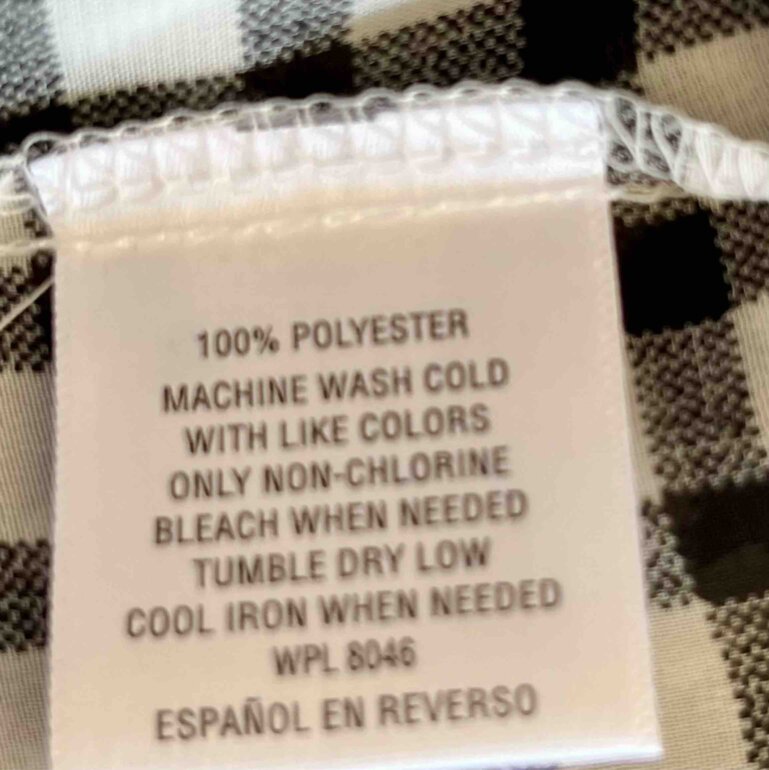 100% POLYESTER
MACHINE WASH COLD
WITH LIKE COLORS
ONLY NON-CHLORINE
BLEACH WHEN NEEDED
TUMBLE DRY LOW
COOL IRON WHEN NEEDED
WPL 8046
ESPAÑOL EN REVERSO